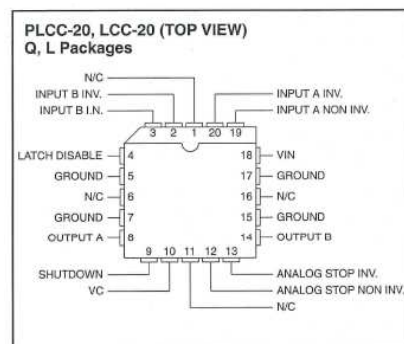 PLCC-20, LCC-20 (TOP VIEW)
Q, L Packages
N/C
INPUT B INV.
INPUT A INV.
INPUT B I.N.
INPUT A NON INV.
3 2 1 20 19
LATCH DISABLE 4
18 VIN
GROUND 5
17 GROUND
N/C 6
16 N/C
GROUND 7
15 GROUND
OUTPUT A 8
14 OUTPUT B
9 10 11 12 13
SHUTDOWN
ANALOG STOP INV.
VC
ANALOG STOP NON INV.
N/C